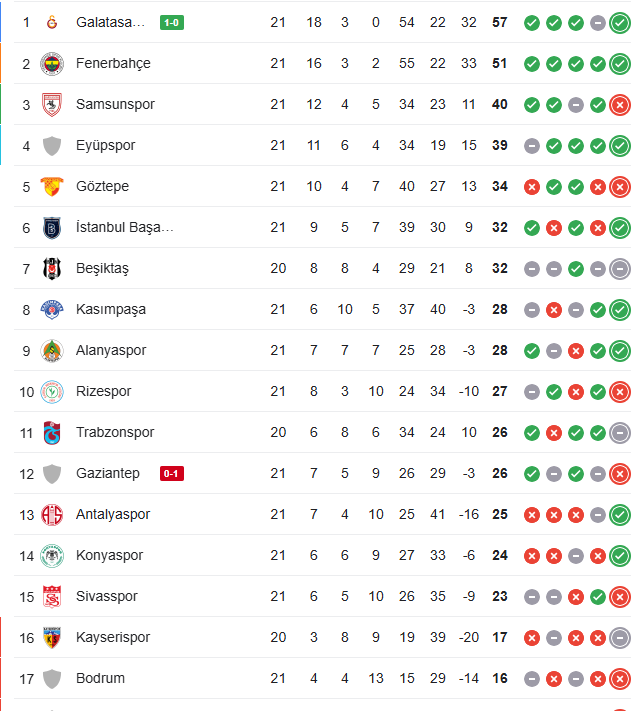 1 Galatasa... 1-0 21 18 3 0 54 22 32 57
2 Fenerbahçe 21 16 3 2 55 22 33 51
3 Samsunspor 21 12 4 5 34 23 11 40
4 Eyüpspor 21 11 6 4 34 19 15 39
5 Göztepe 21 10 4 7 40 27 13 34
6 İstanbul Başa... 21 9 5 7 39 30 9 32
7 Beşiktaş 20 8 8 4 29 21 8 32
8 Kasımpaşa 21 6 10 5 37 40 -3 28
9 Alanyaspor 21 7 7 7 25 28 -3 28
10 Rizespor 21 8 3 10 24 34 -10 27
11 Trabzonspor 20 6 8 6 34 24 10 26
12 Gaziantep 0-1 21 7 5 9 26 29 -3 26
13 Antalyaspor 21 7 4 10 25 41 -16 25
14 Konyaspor 21 6 6 9 27 33 -6 24
15 Sivasspor 21 6 5 10 26 35 -9 23
16 Kayserispor 20 3 8 9 19 39 -20 17
17 Bodrum 21 4 4 13 15 29 -14 16